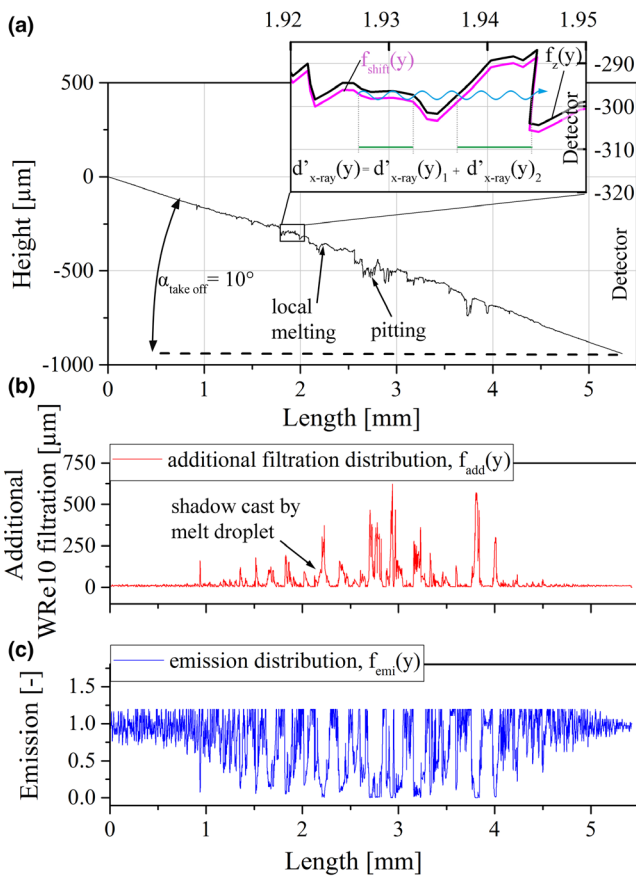 (a)
1.92 1.93 1.94 1.95
f_shift(y)
f_z(y)
-290
-300
-310
-320
Detector
d'_x-ray(y) = d'_x-ray(y)_1 + d'_x-ray(y)_2
500
0
-500
-1000
Height [µm]
α_take off = 10°
local
melting
pitting
Detector
0 1 2 3 4 5
Length [mm]
(b)
750
500
250
0
Additional
WRe10 filtration [µm]
additional filtration distribution, f_add(y)
shadow cast by
melt droplet
(c)
emission distribution, f_emi(y)
1.5
1.0
0.5
0.0
Emission [-]
0 1 2 3 4 5
Length [mm]